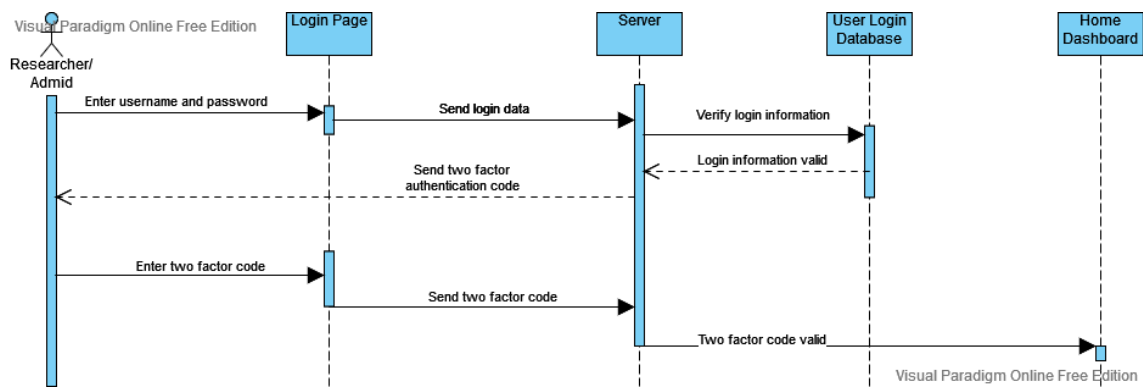 Visual Paradigm Online Free Edition
Researcher/
Admid
Login Page
Server
User Login
Database
Home
Dashboard
Enter username and password
Send login data
Verify login information
Login information valid
Send two factor
authentication code
Enter two factor code
Send two factor code
Two factor code valid
Visual Paradigm Online Free Edition